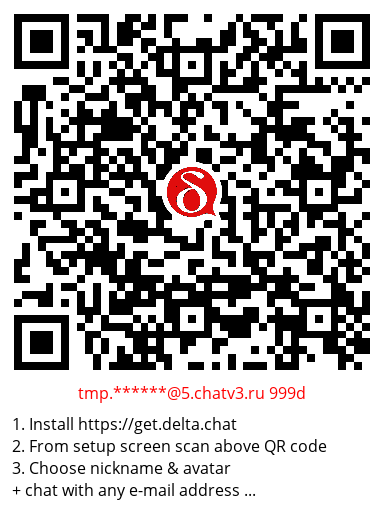 δ
tmp.******@5.chatv3.ru 999d
1. Install https://get.delta.chat
2. From setup screen scan above QR code
3. Choose nickname & avatar
+ chat with any e-mail address ...